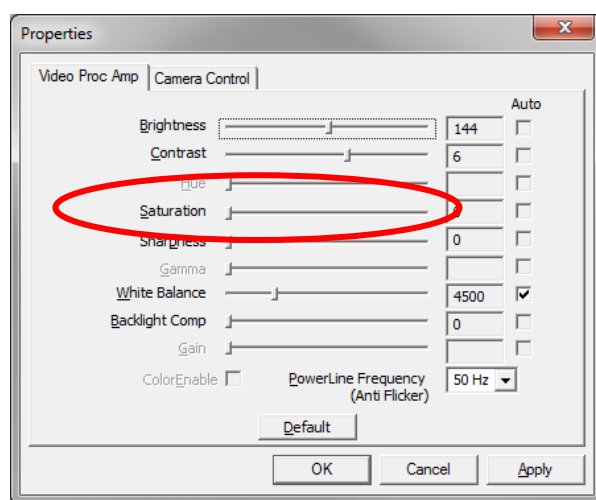 Properties
Video Proc Amp Camera Control
Auto
Brightness 144
Contrast 6
Hue
Saturation
Sharpness 0
Gamma
White Balance 4500
Backlight Comp 0
Gain
ColorEnable PowerLine Frequency 50 Hz
(Anti Flicker)
Default
OK Cancel Apply